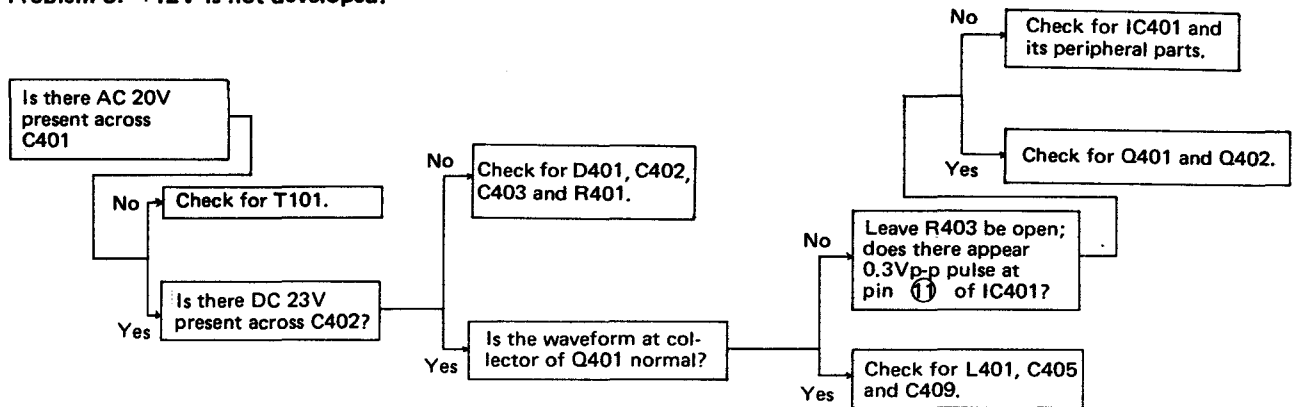 Problem +12V is not developed.
Is there AC 20V
present across
C401
No
Check for T101.
Yes
Is there DC 23V
present across C402?
No
Check for D401, C402,
C403 and R401.
Yes
Is the waveform at col-
lector of Q401 normal?
No
Leave R403 be open;
does there appear
0.3Vp-p pulse at
pin ⑪ of IC401?
Yes
Check for L401, C405
and C409.
No
Check for IC401 and
its peripheral parts.
Yes
Check for Q401 and Q402.